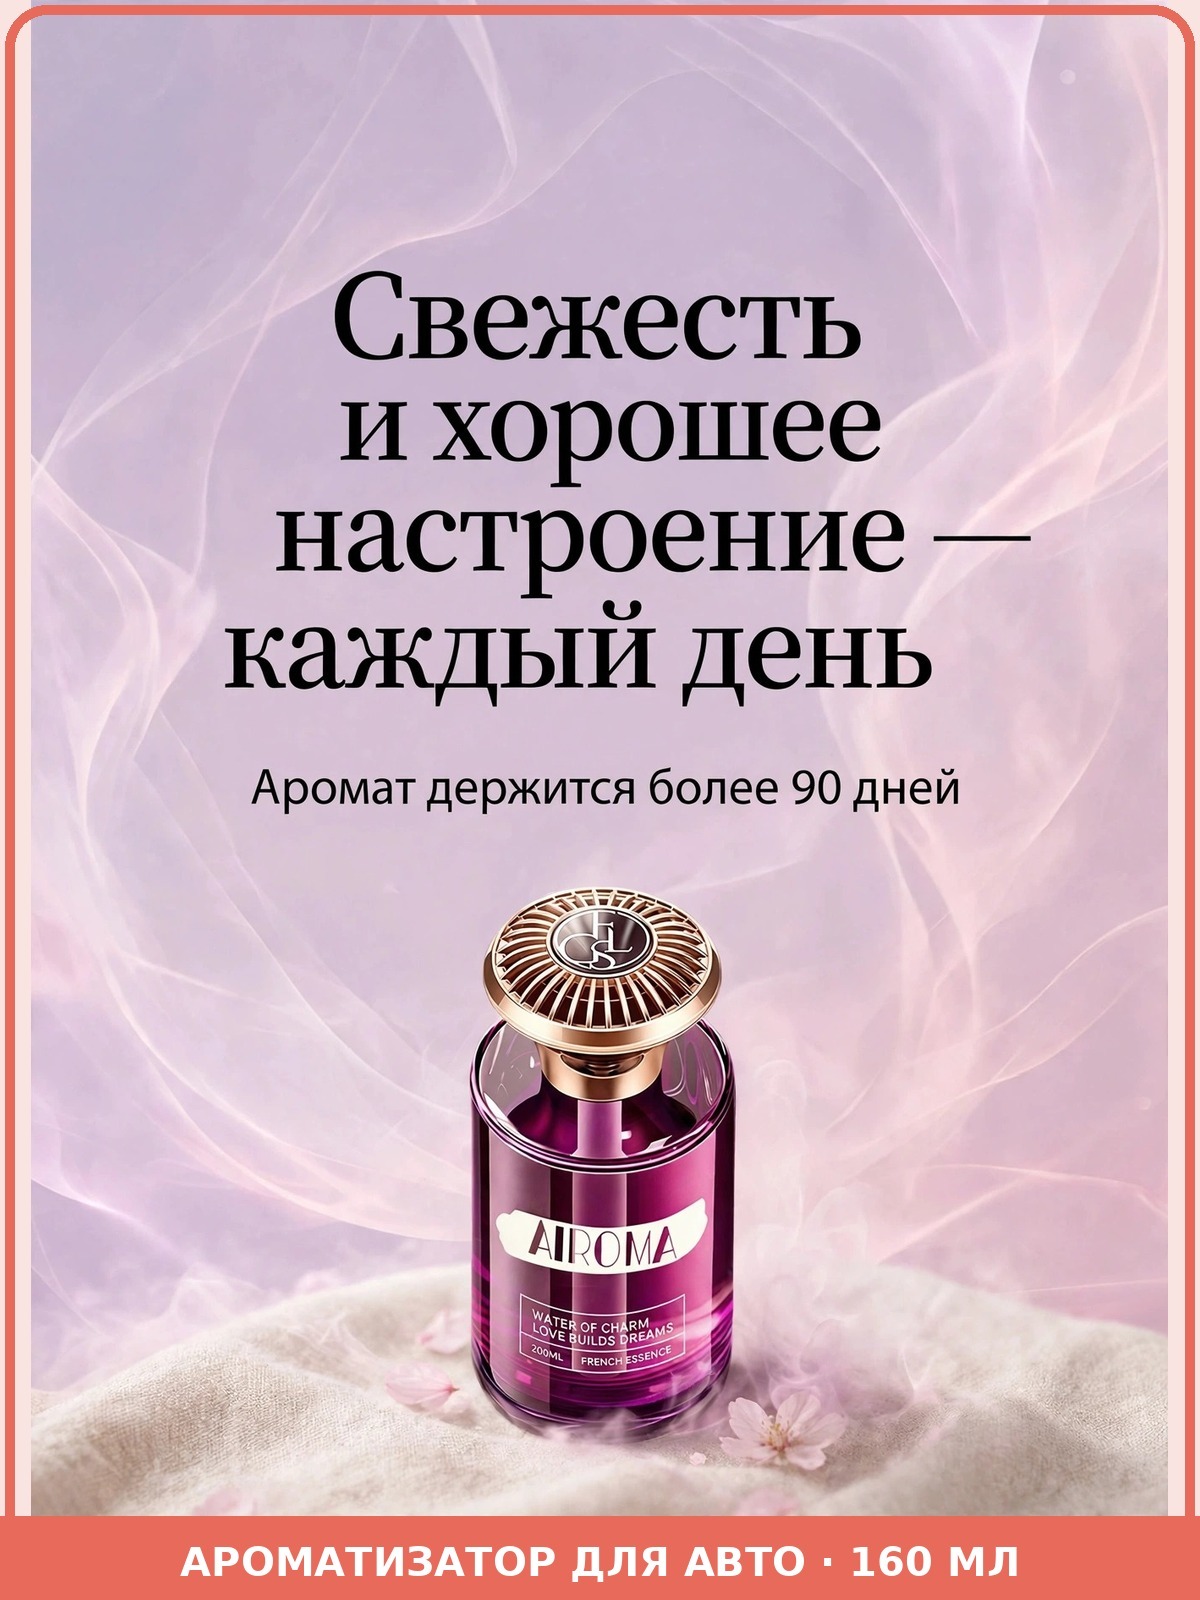 Свежесть
и хорошее
настроение —
каждый день
Аромат держится более 90 дней
AIROMA
WATER OF CHARM
LOVE BUILDS DREAMS
200ML FRENCH ESSENCE
АРОМАТИЗАТОР ДЛЯ АВТО · 160 МЛ